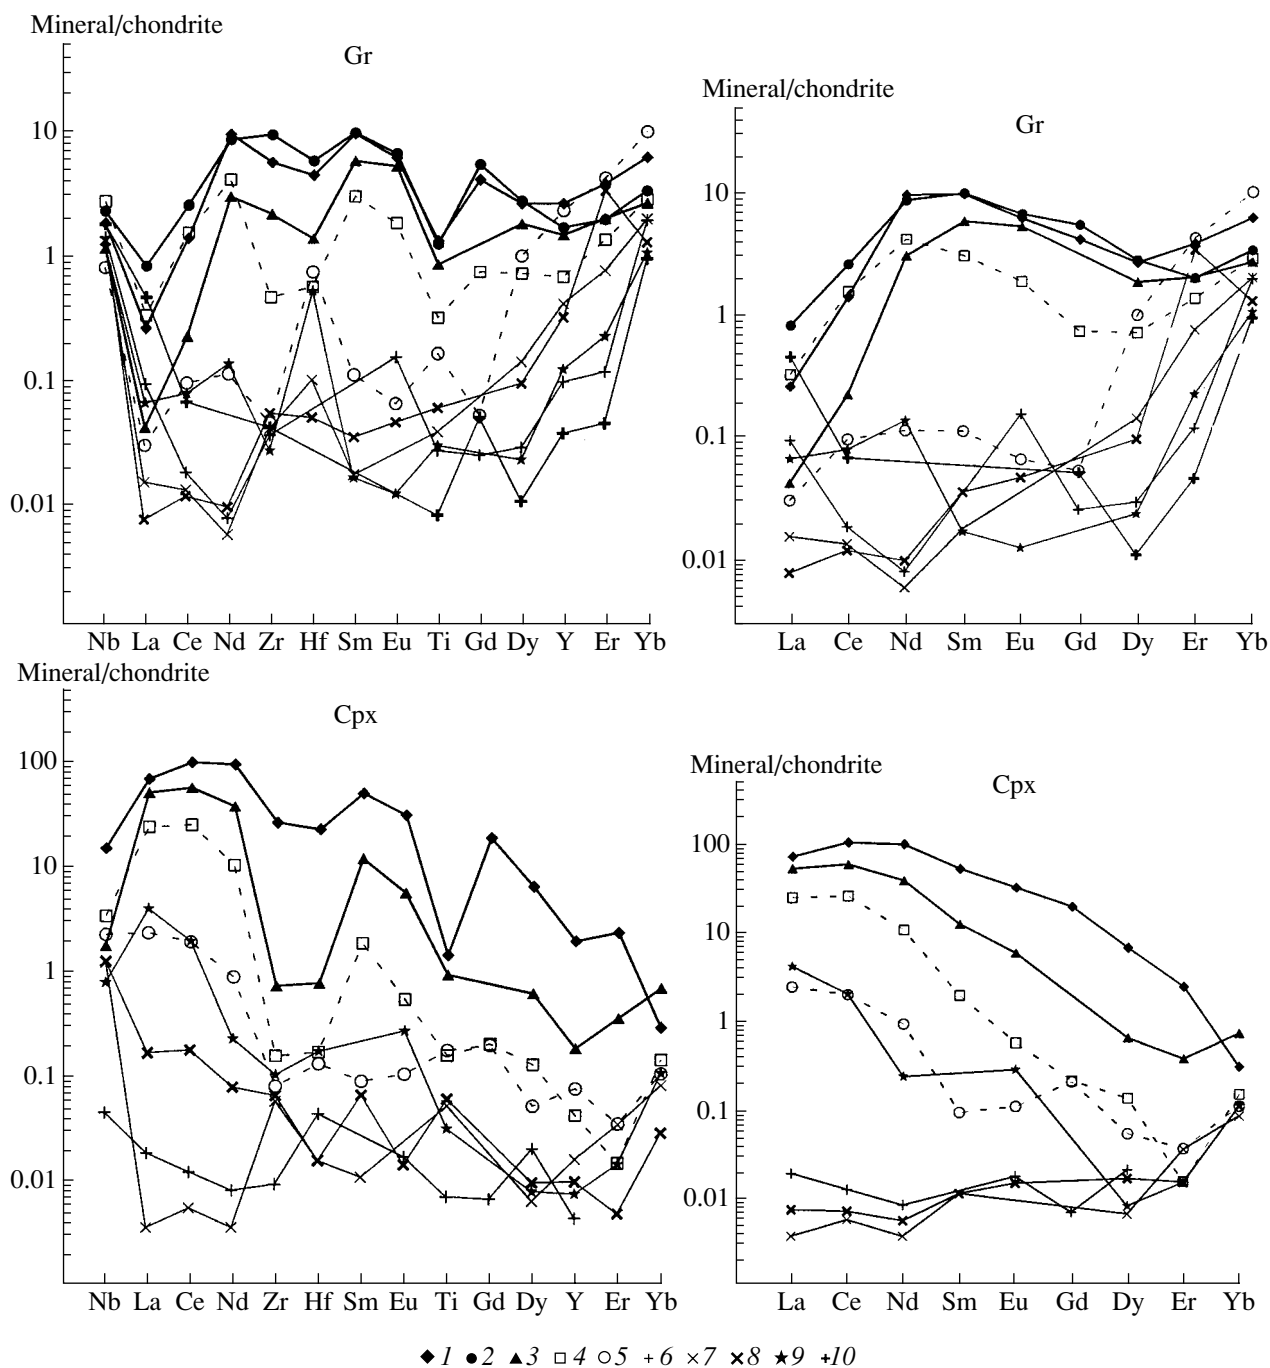 Mineral/chondrite
Gr
10
1
0.1
0.01
Nb La Ce Nd Zr Hf Sm Eu Ti Gd Dy Y Er Yb
Mineral/chondrite
Gr
10
1
0.1
0.01
La Ce Nd Sm Eu Gd Dy Er Yb
Mineral/chondrite
Cpx
100
10
1
0.1
0.01
Nb La Ce Nd Zr Hf Sm Eu Ti Gd Dy Y Er Yb
Mineral/chondrite
Cpx
100
10
1
0.1
0.01
La Ce Nd Sm Eu Gd Dy Er Yb
1 2 3 4 5 6 7 8 9 10